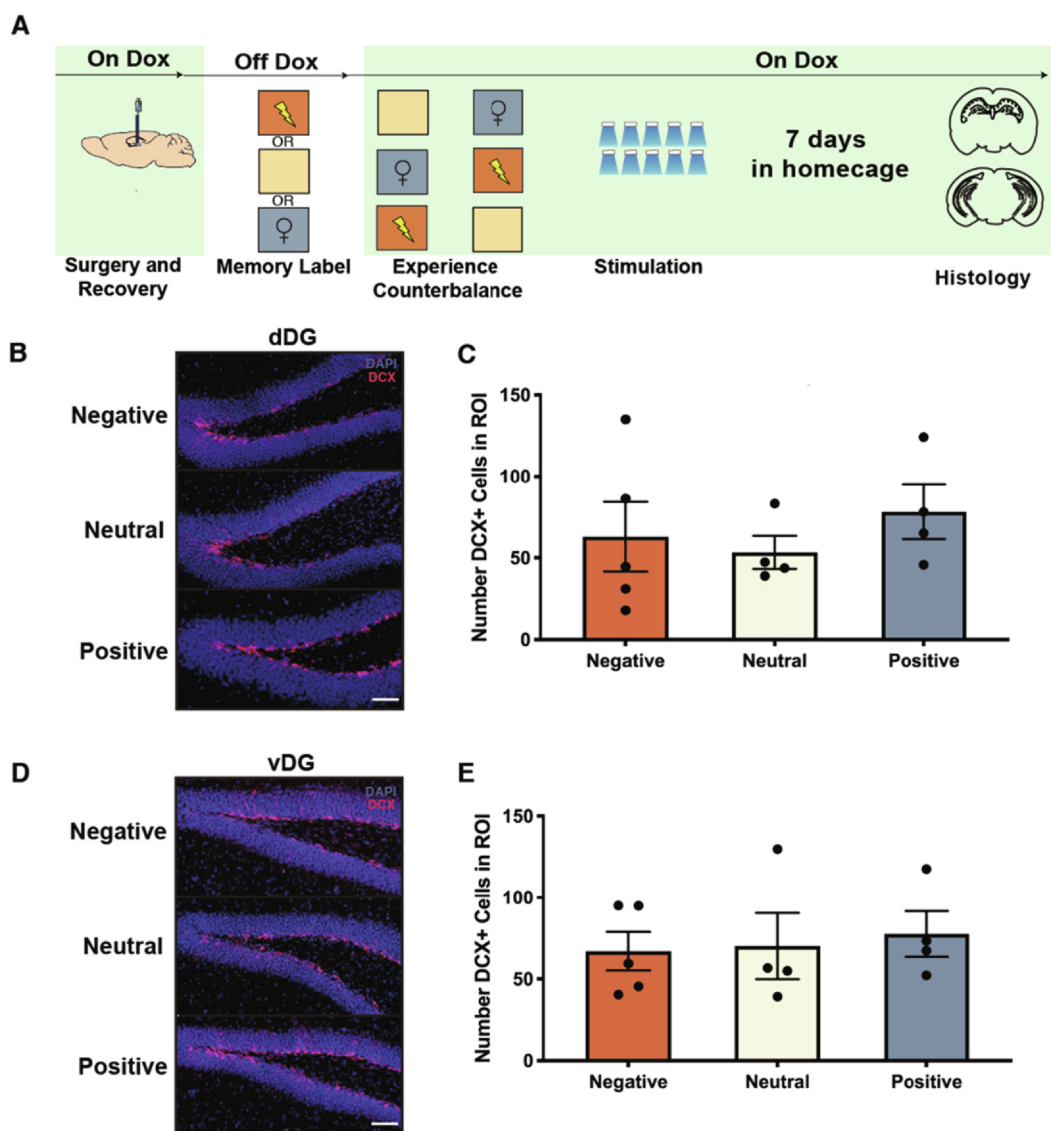 A
On Dox
Off Dox
On Dox
OR
OR
7 days
in homecage
Surgery and
Recovery
Memory Label
Experience
Counterbalance
Stimulation
Histology
B
dDG
DAPI
DCX
Negative
Neutral
Positive
C
Number DCX+ Cells in ROI
150
100
50
0
Negative
Neutral
Positive
D
vDG
DAPI
DCX
Negative
Neutral
Positive
E
Number DCX+ Cells in ROI
150
100
50
0
Negative
Neutral
Positive